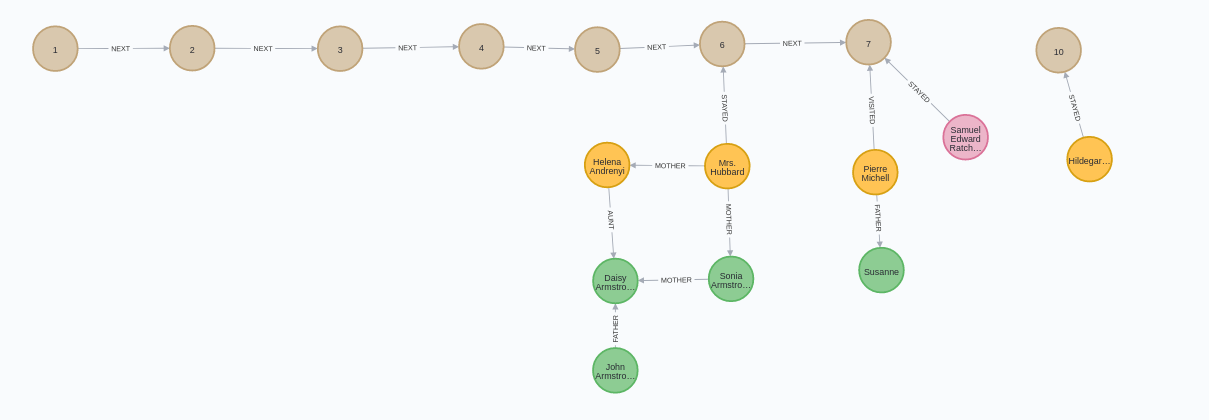 1
NEXT
2
NEXT
3
NEXT
4
NEXT
5
NEXT
6
NEXT
7
10
STAYED
VISITED
STAYED
STAYED
Samuel
Edward
Ratch…
Helena
Andrenyi
MOTHER
Mrs.
Hubbard
Pierre
Michell
Hildegar…
AUNT
MOTHER
FATHER
Daisy
Armstro…
MOTHER
Sonia
Armstro…
Susanne
FATHER
John
Armstro…